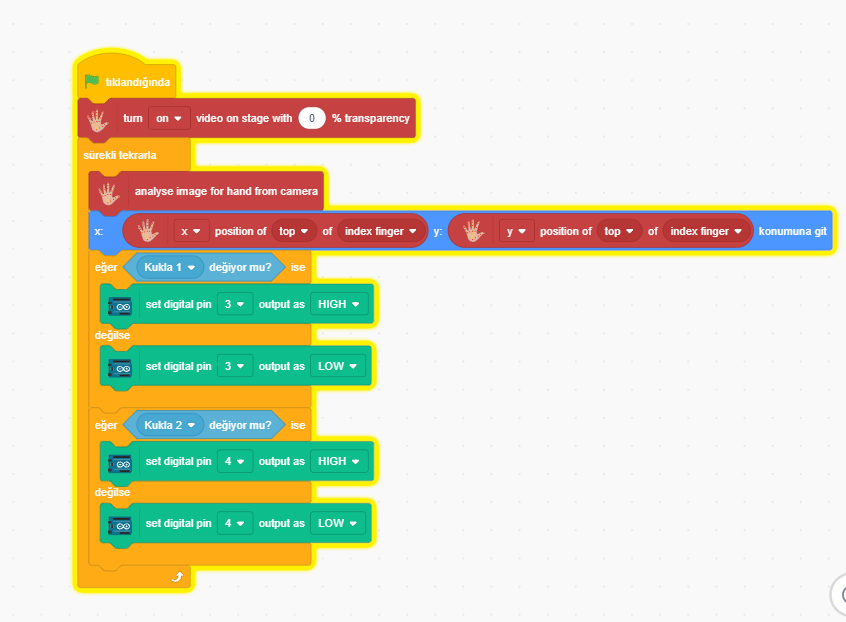 tıklandığında
turn on video on stage with 0 % transparency
sürekli tekrarla
analyse image for hand from camera
x: x position of top of index finger y: y position of top of index finger konumuna git
eğer Kukla 1 değiyor mu? ise
set digital pin 3 output as HIGH
değilse
set digital pin 3 output as LOW
eğer Kukla 2 değiyor mu? ise
set digital pin 4 output as HIGH
değilse
set digital pin 4 output as LOW